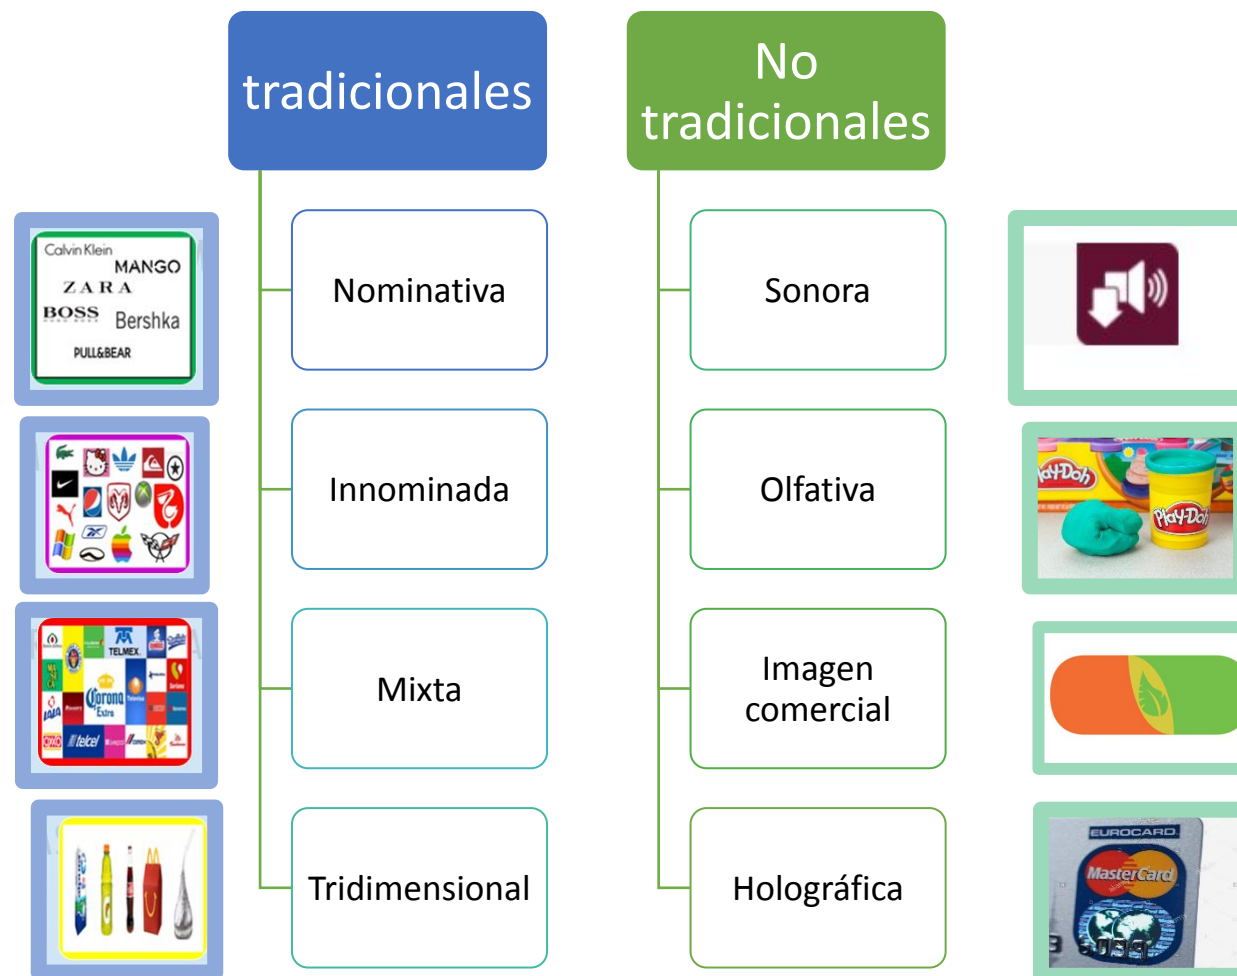 tradicionales
No
tradicionales
Calvin Klein
MANGO
ZARA
BOSS
Bershka
PULL&BEAR
Nominativa
Sonora
Innominada
Olfativa
Play-Doh
Play-Doh
TELMEX
Corona
Extra
telcel
Mixta
Imagen
comercial
Tridimensional
Holográfica
EUROCARD
MasterCard